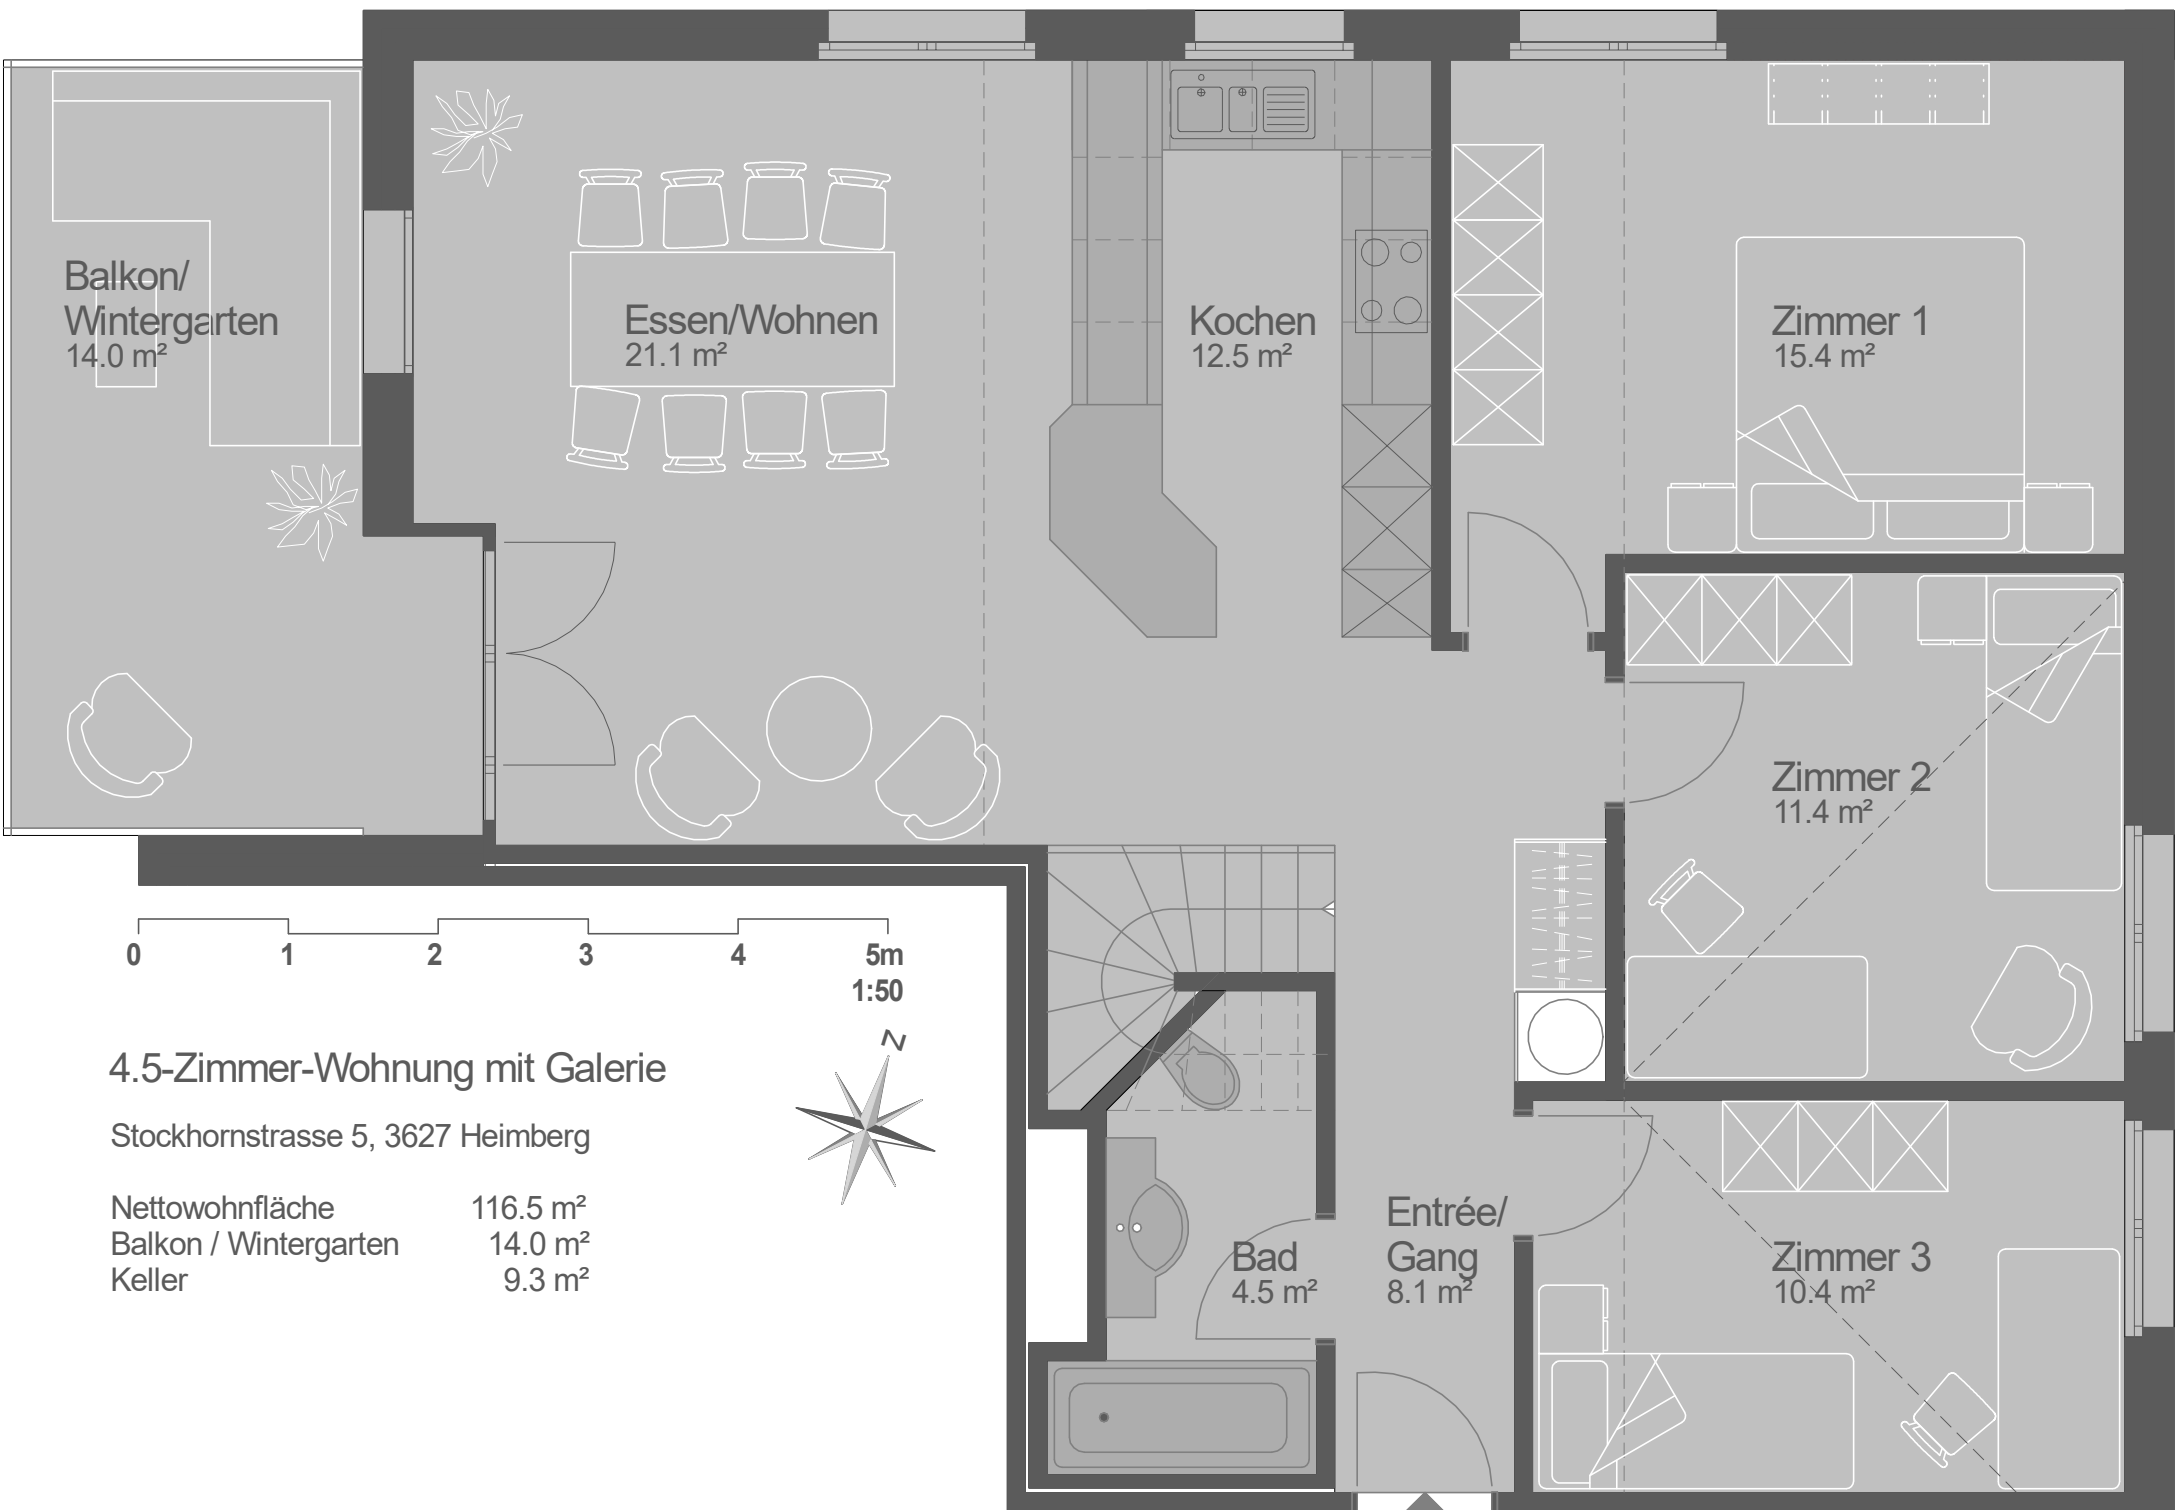 Balkon/
Wintergarten
14.0 m²
Essen/Wohnen
21.1 m²
Kochen
12.5 m²
Zimmer 1
15.4 m²
Zimmer 2
11.4 m²
0 1 2 3 4 5m
1:50
Z
4.5-Zimmer-Wohnung mit Galerie
Stockhornstrasse 5, 3627 Heimberg
Nettowohnfläche 116.5 m²
Balkon / Wintergarten 14.0 m²
Keller 9.3 m²
Bad
4.5 m²
Entrée/
Gang
8.1 m²
Zimmer 3
10.4 m²